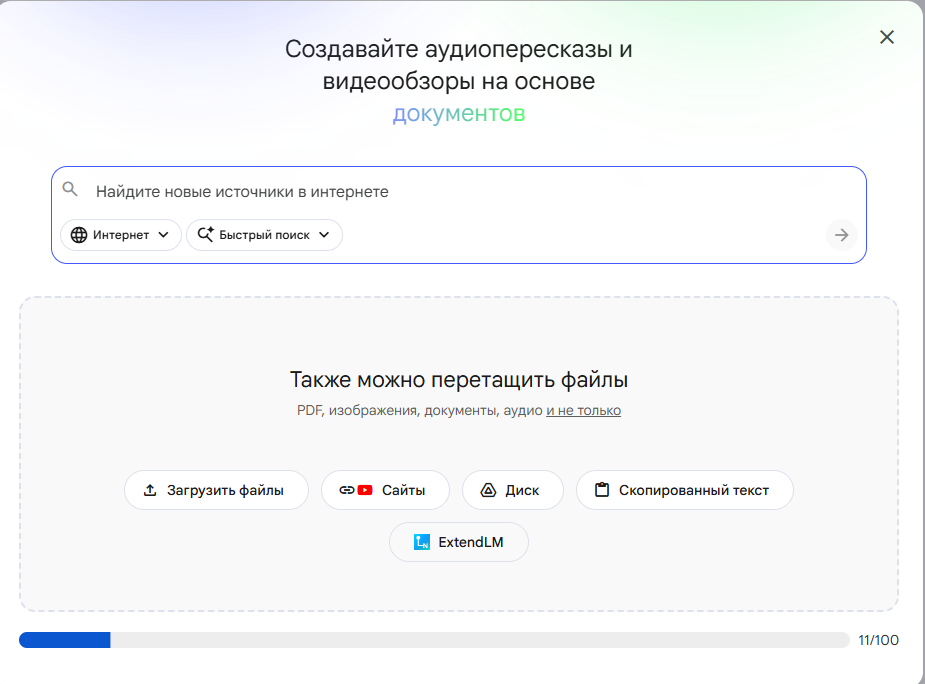 Создавайте аудиопересказы и
видеообзоры на основе
документов
Найдите новые источники в интернете
Интернет
Быстрый поиск
Также можно перетащить файлы
PDF, изображения, документы, аудио и не только
Загрузить файлы
Сайты
Диск
Скопированный текст
ExtendLM
11/100